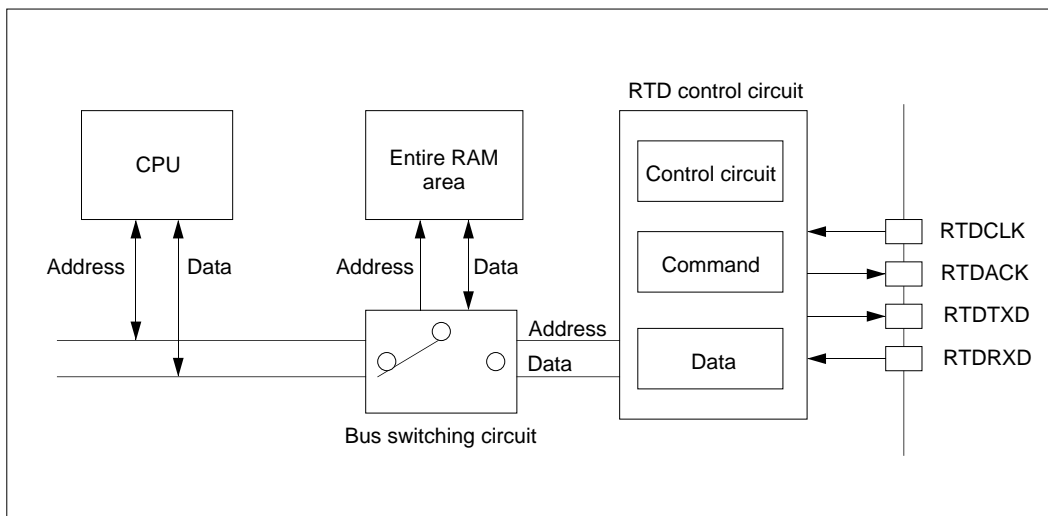 RTD control circuit
CPU
Entire RAM
area
Control circuit
Command
Data
RTDCLK
RTDACK
RTDTXD
RTDRXD
Address
Data
Address
Data
Address
Data
Bus switching circuit